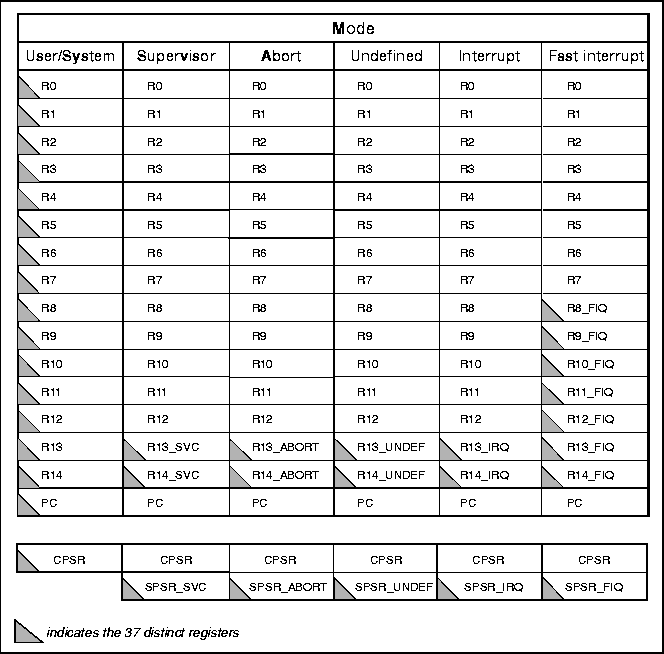 Mode
User/System Supervisor Abort Undefined Interrupt Fast interrupt
R0 R0 R0 R0 R0 R0
R1 R1 R1 R1 R1 R1
R2 R2 R2 R2 R2 R2
R3 R3 R3 R3 R3 R3
R4 R4 R4 R4 R4 R4
R5 R5 R5 R5 R5 R5
R6 R6 R6 R6 R6 R6
R7 R7 R7 R7 R7 R7
R8 R8 R8 R8 R8 R8_FIQ
R9 R9 R9 R9 R9 R9_FIQ
R10 R10 R10 R10 R10 R10_FIQ
R11 R11 R11 R11 R11 R11_FIQ
R12 R12 R12 R12 R12 R12_FIQ
R13 R13_SVC R13_ABORT R13_UNDEF R13_IRQ R13_FIQ
R14 R14_SVC R14_ABORT R14_UNDEF R14_IRQ R14_FIQ
PC PC PC PC PC PC
CPSR CPSR CPSR CPSR CPSR CPSR
SPSR_SVC SPSR_ABORT SPSR_UNDEF SPSR_IRQ SPSR_FIQ
indicates the 37 distinct registers